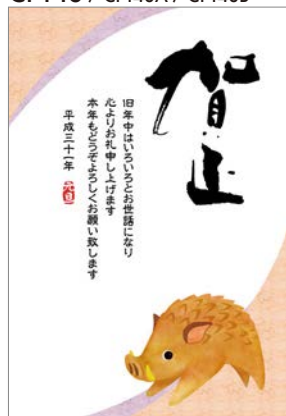 賀正
旧年中はいろいろとお世話になり
心よりお礼申し上げます
本年もどうぞよろしくお願い致します
平成三十一年 元旦